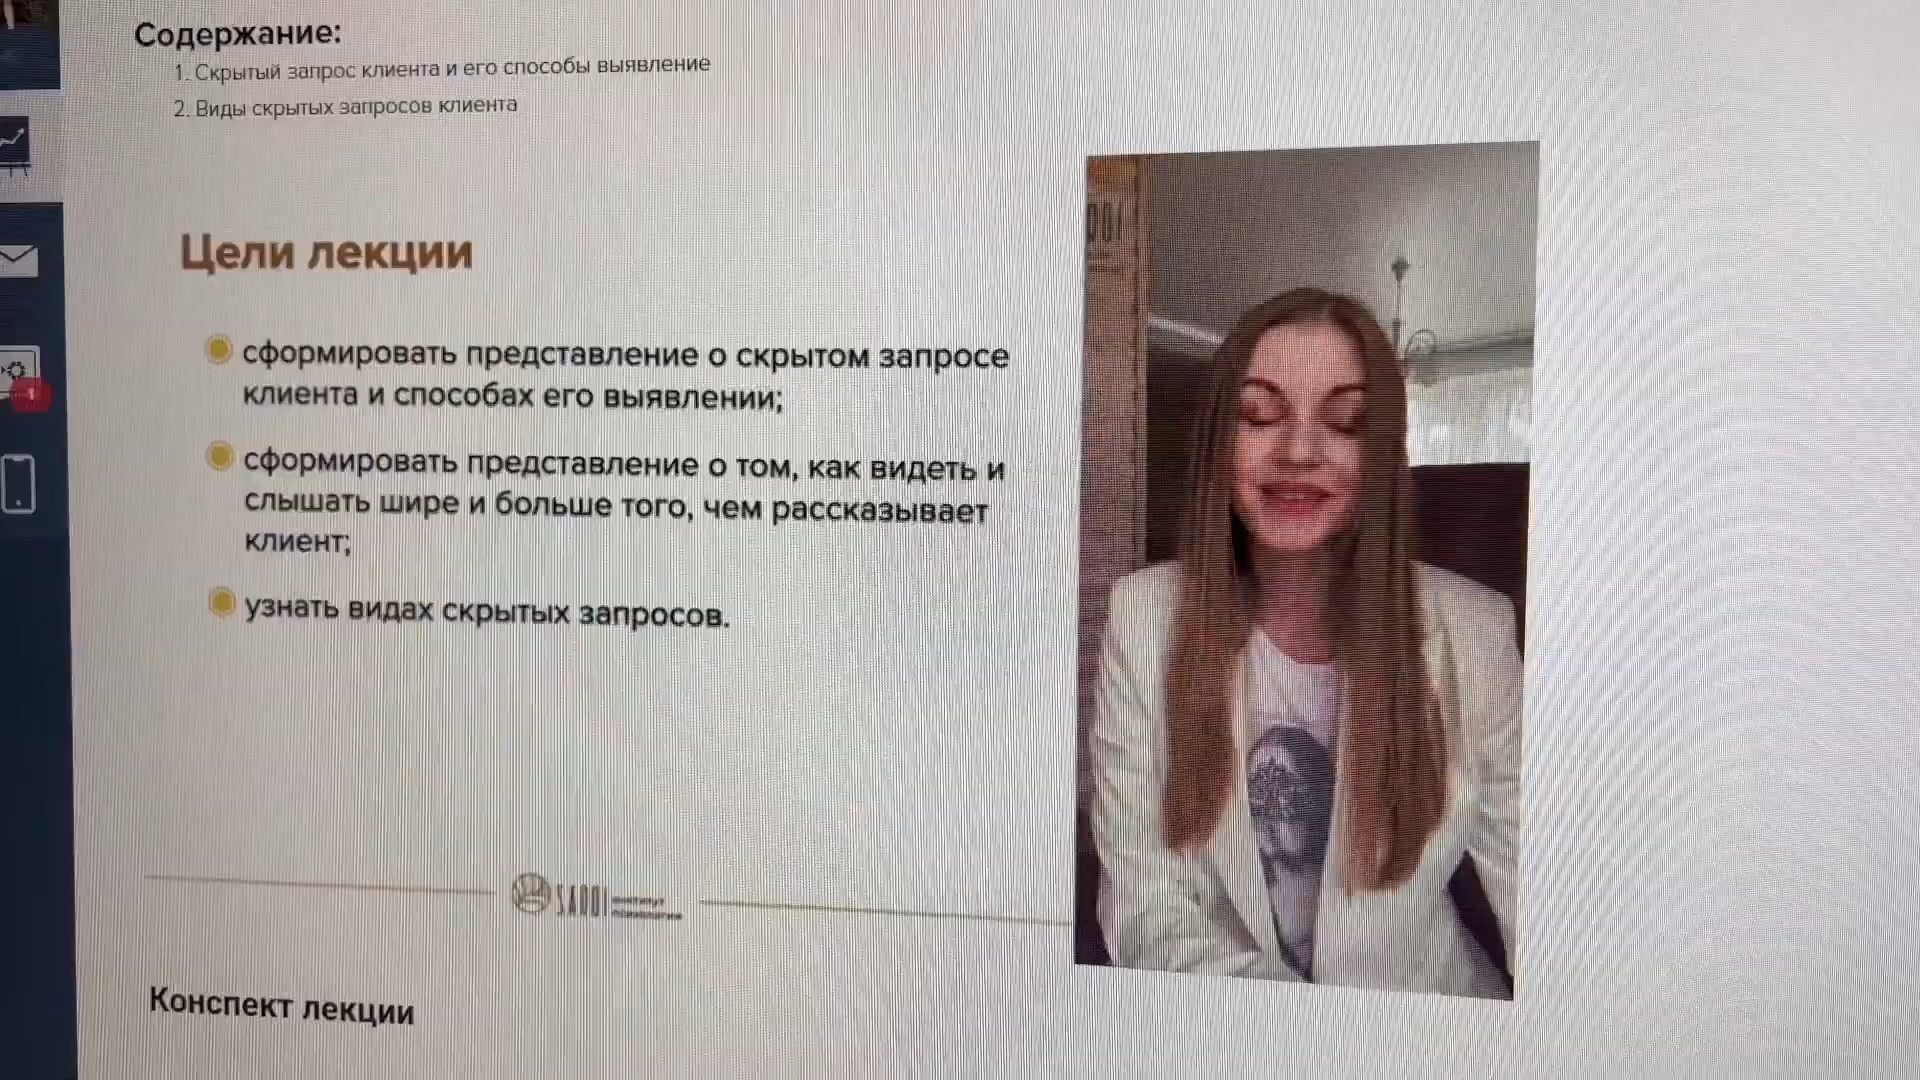 Содержание:
1. Скрытый запрос клиента и его способы выявление
2. Виды скрытых запросов клиента
Цели лекции
сформировать представление о скрытом запросе
клиента и способах его выявлении;
сформировать представление о том, как видеть и
слышать шире и больше того, чем рассказывает
клиент;
узнать видах скрытых запросов.
институт
психологии
Конспект лекции